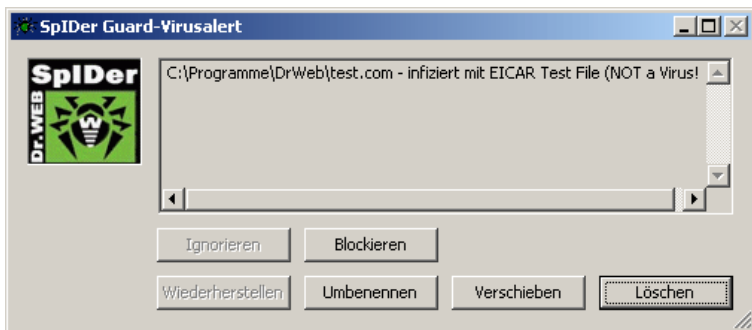 SpIDer Guard-Virusalert
SpIDer
Dr.WEB
C:\Programme\DrWeb\test.com - infiziert mit EICAR Test File (NOT a Virus!
Ignorieren
Blockieren
Wiederherstellen
Umbenennen
Verschieben
Löschen